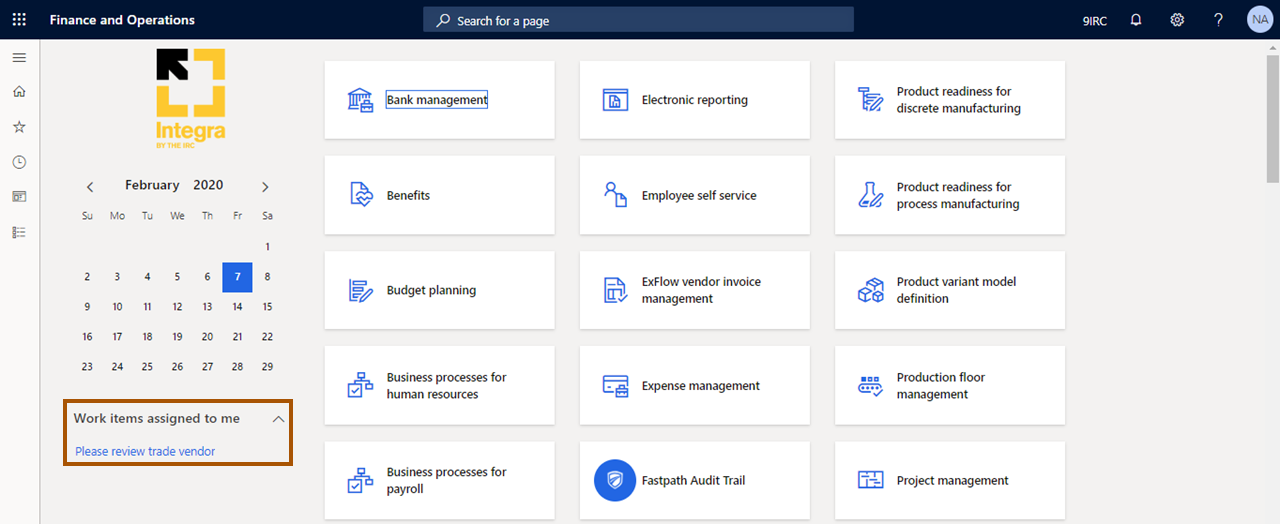 Finance and Operations
Search for a page
9IRC
?
NA
Integra
BY THE IRC
February 2020
Su Mo Tu We Th Fr Sa
1
2 3 4 5 6 7 8
9 10 11 12 13 14 15
16 17 18 19 20 21 22
23 24 25 26 27 28 29
Work items assigned to me
Please review trade vendor
Bank management
Electronic reporting
Product readiness for
discrete manufacturing
Benefits
Employee self service
Product readiness for
process manufacturing
Budget planning
ExFlow vendor invoice
management
Product variant model
definition
Business processes for
human resources
Expense management
Production floor
management
Business processes for
payroll
Fastpath Audit Trail
Project management